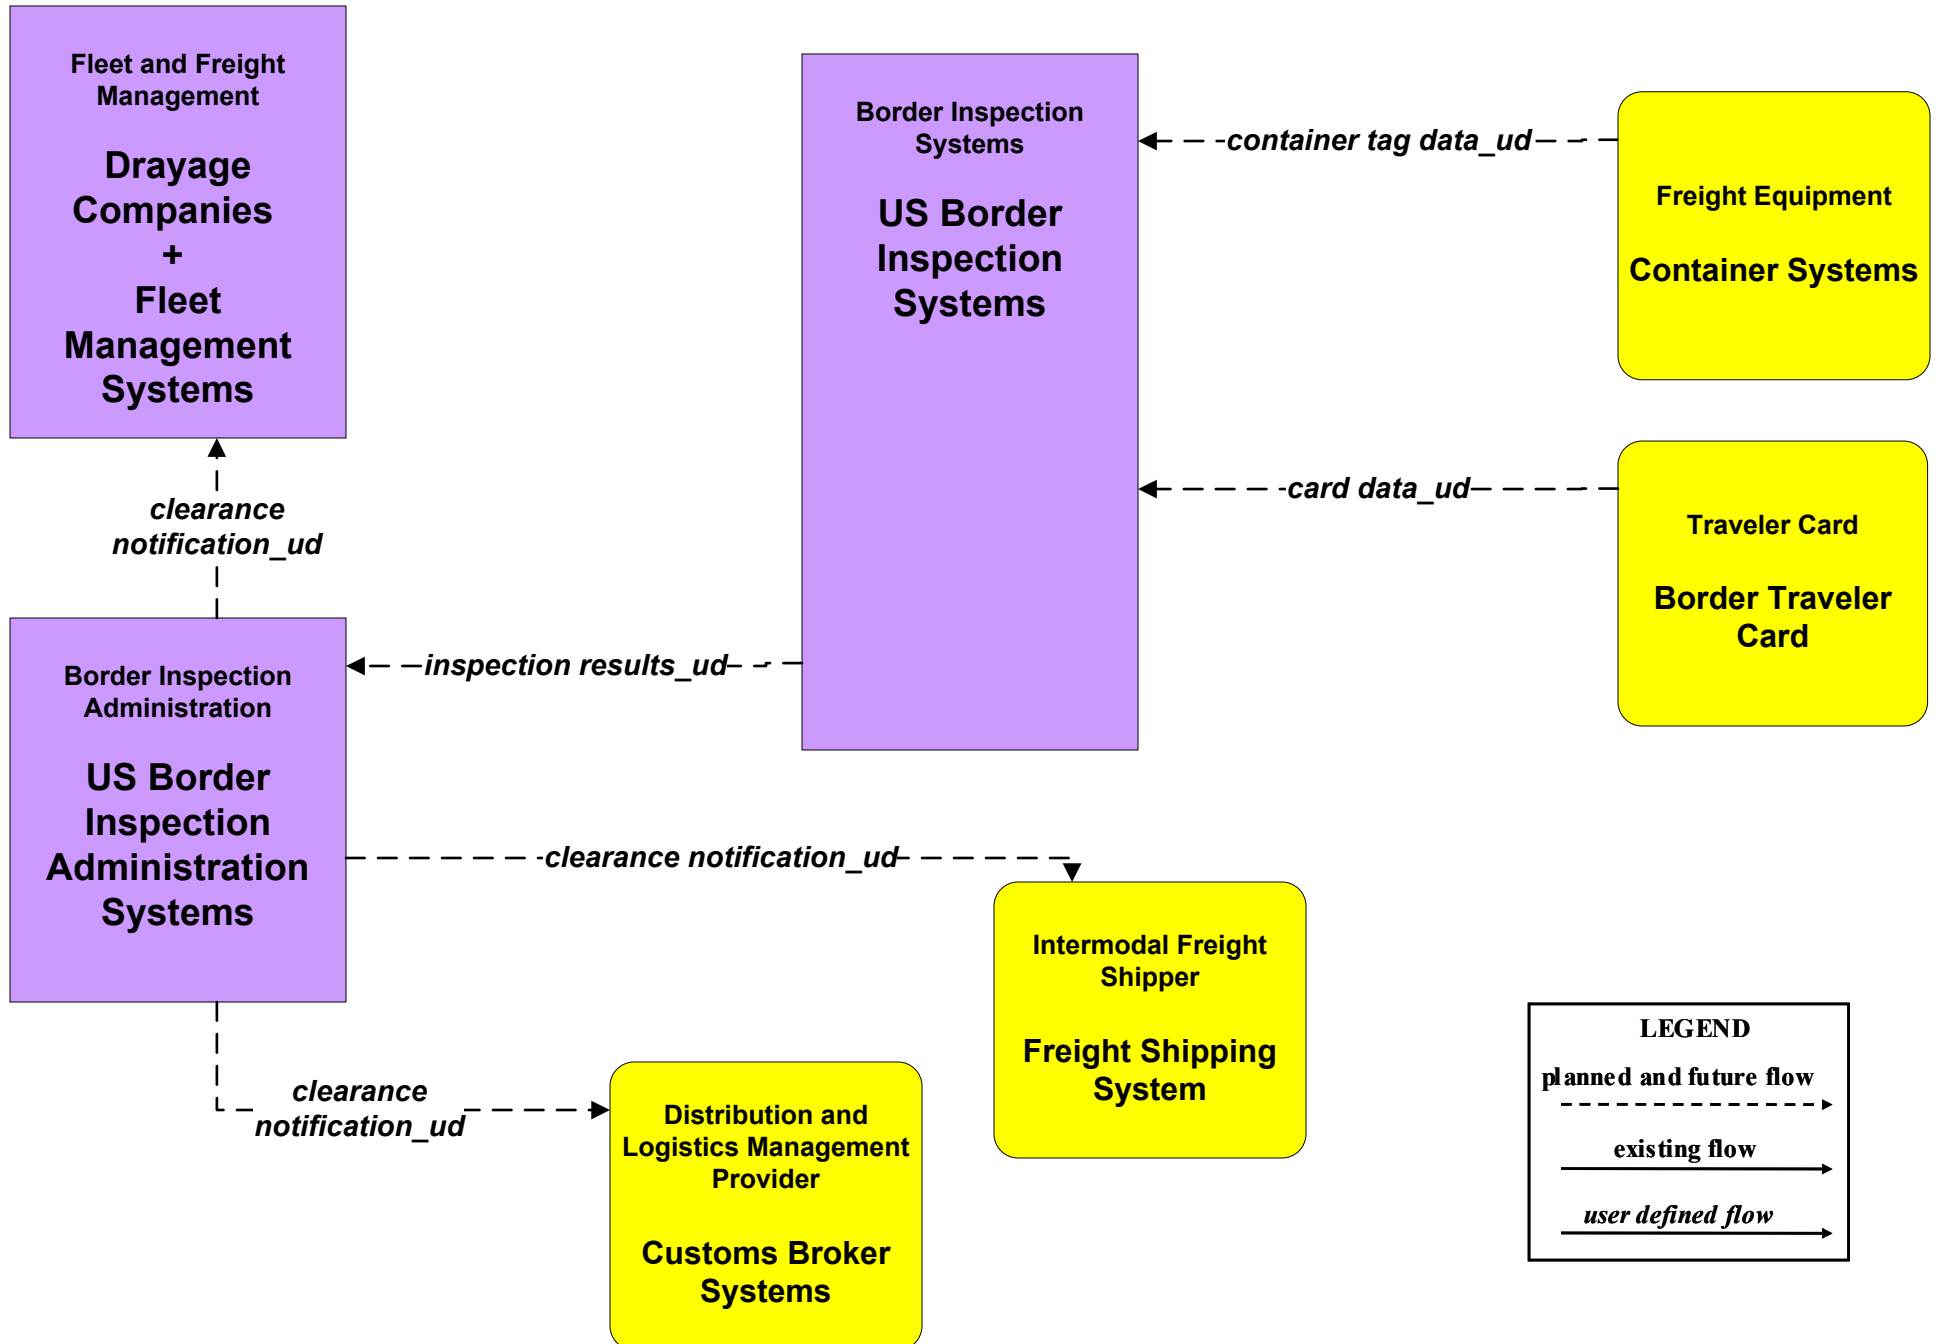 Fleet and Freight
Management
Drayage
Companies
+
Fleet
Management
Systems
Border Inspection
Systems
US Border
Inspection
Systems
container tag data_ud
Freight Equipment
Container Systems
card data_ud
Traveler Card
Border Traveler
Card
clearance
notification_ud
inspection results_ud
Border Inspection
Administration
US Border
Inspection
Administration
Systems
clearance notification_ud
Intermodal Freight
Shipper
Freight Shipping
System
clearance
notification_ud
Distribution and
Logistics Management
Provider
Customs Broker
Systems
LEGEND
planned and future flow
existing flow
user defined flow